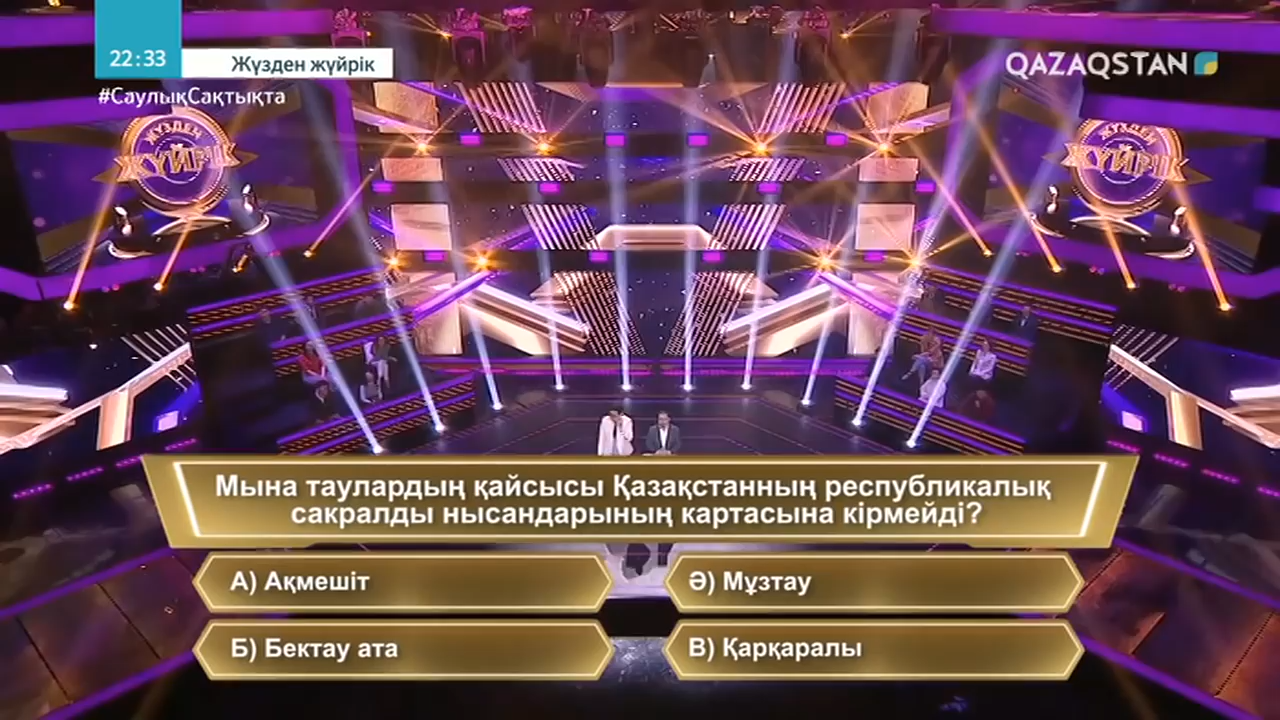 22:33
Жүзден жүйрік
QAZAQSTAN
#СаулықСақтықта
ЖҮЗДЕН
ЖҮЙРІК
ЖҮЗДЕН
ЖҮЙРІК
Мына таулардың қайсысы Қазақстанның республикалық
сакралды нысандарының картасына кірмейді?
А) Ақмешіт
Ә) Мұзтау
Б) Бектау ата
В) Қарқаралы